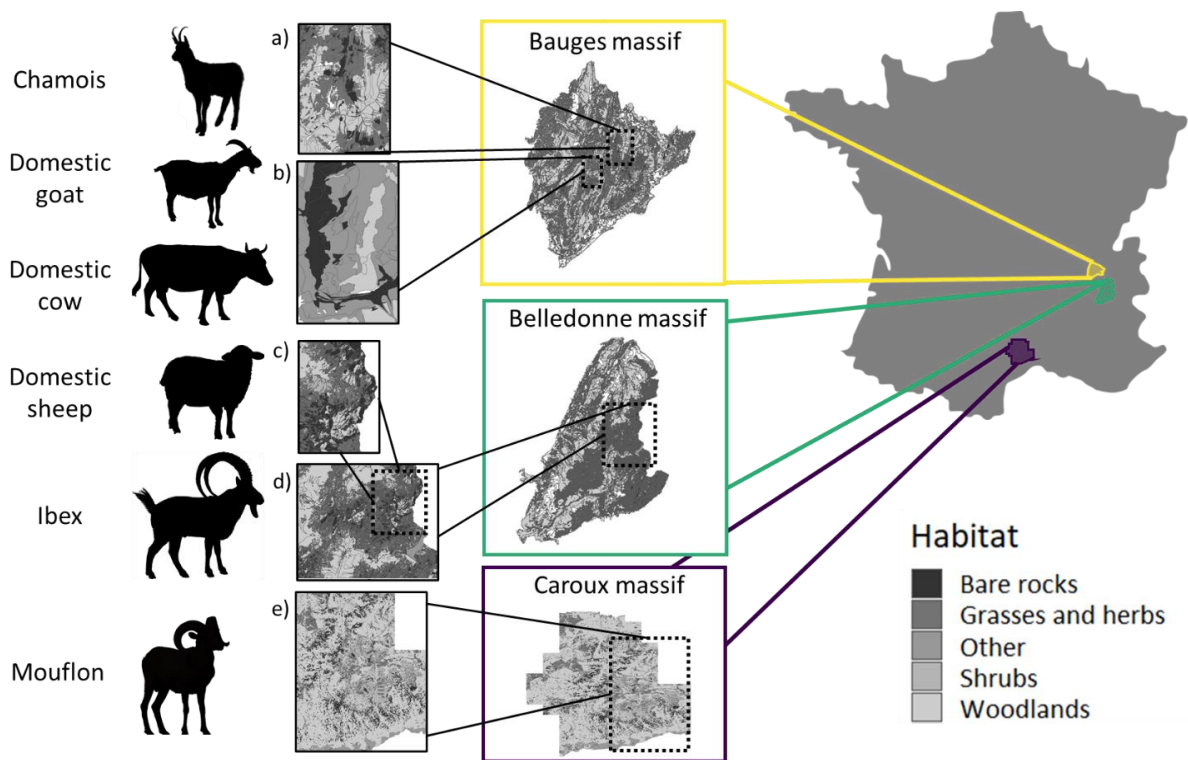 Chamois
Domestic
goat
Domestic
cow
Domestic
sheep
Ibex
Mouflon
a)
b)
c)
d)
e)
Bauges massif
Belledonne massif
Caroux massif
Habitat
Bare rocks
Grasses and herbs
Other
Shrubs
Woodlands